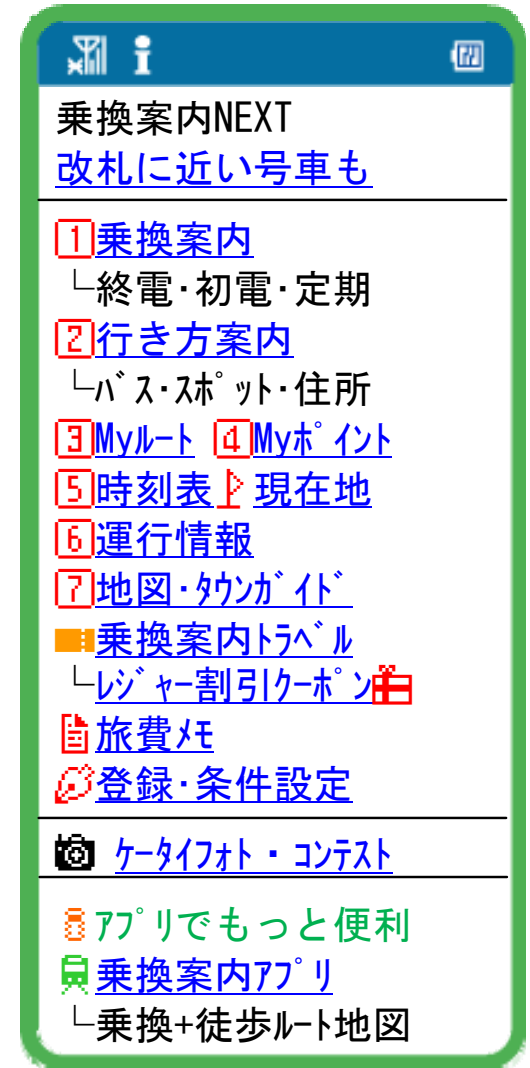 乗換案内NEXT
改札に近い号車も
1乗換案内
└終電･初電･定期
2行き方案内
└ﾊﾞｽ･ｽﾎﾟｯﾄ･住所
3Myﾙｰﾄ 4Myﾎﾟｲﾝﾄ
5時刻表 現在地
6運行情報
7地図･ﾀｳﾝｶﾞｲﾄﾞ
乗換案内ﾄﾗﾍﾞﾙ
└ﾚｼﾞｬｰ割引ｸｰﾎﾟﾝ
旅費ﾒﾓ
登録･条件設定
ｹｰﾀｲﾌｫﾄ・ｺﾝﾃｽﾄ
ｱﾌﾟﾘでもっと便利
乗換案内ｱﾌﾟﾘ
└乗換+徒歩ﾙｰﾄ地図